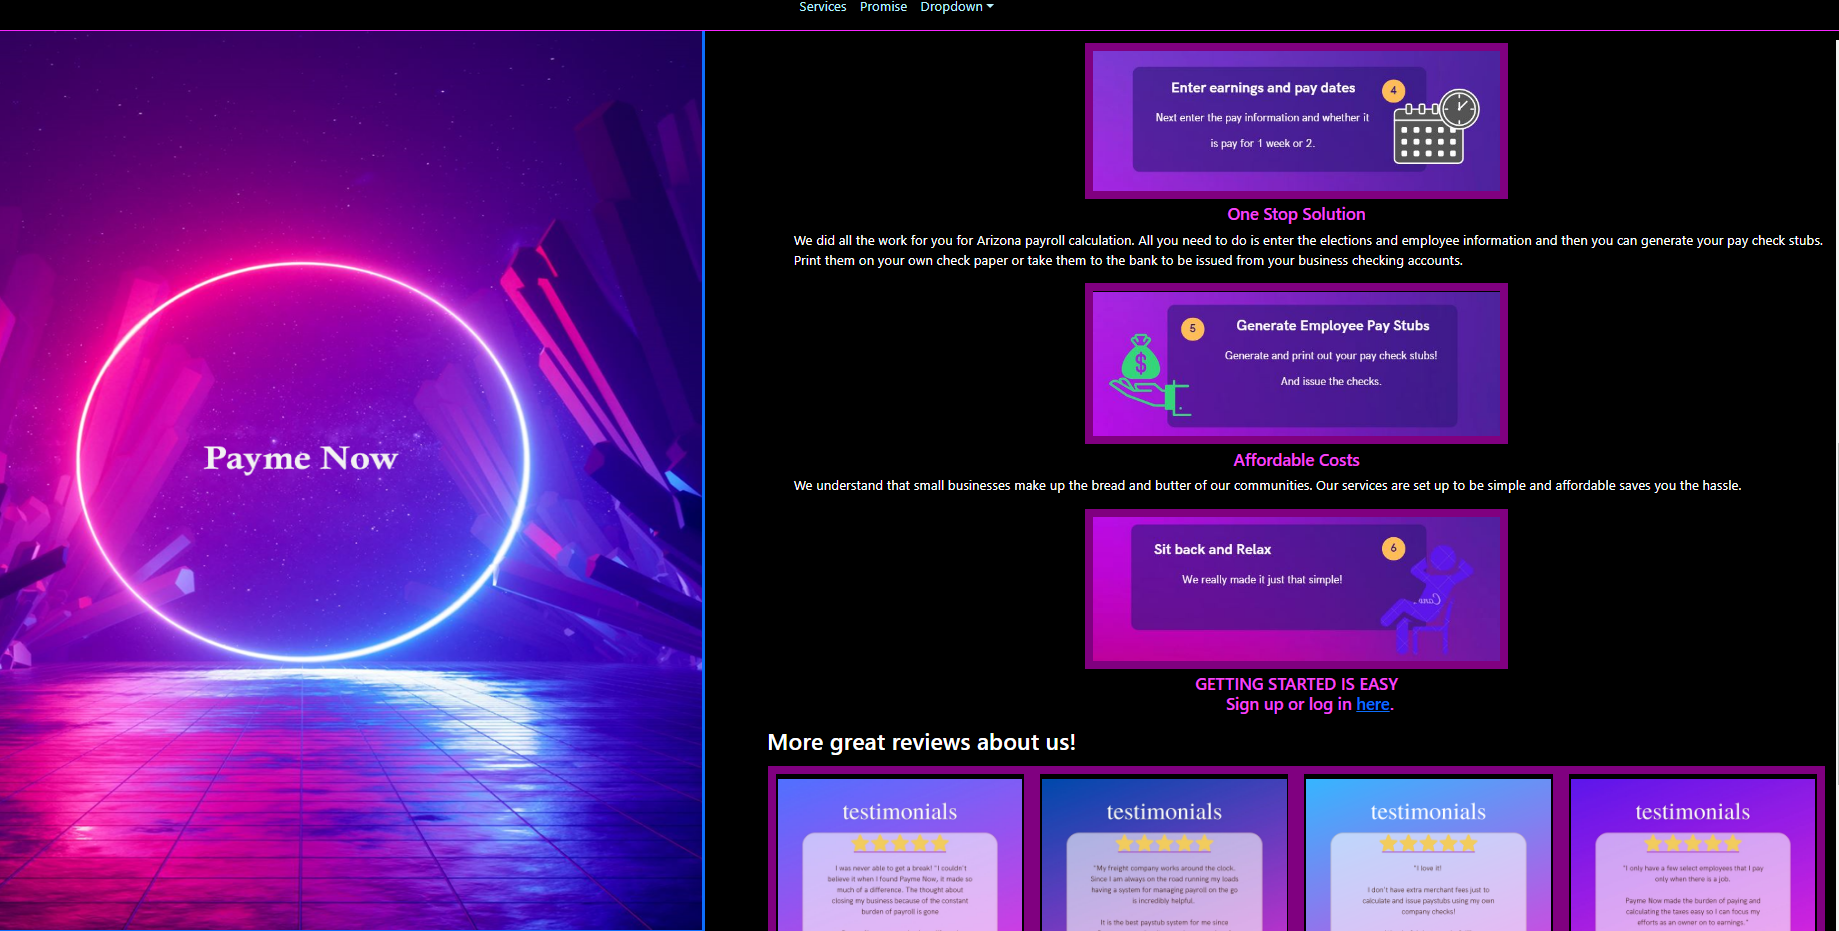 Services Promise Dropdown
Payme Now
Enter earnings and pay dates
4
Next enter the pay information and whether it
is pay for 1 week or 2.
One Stop Solution
We did all the work for you for Arizona payroll calculation. All you need to do is enter the elections and employee information and then you can generate your pay check stubs.
Print them on your own check paper or take them to the bank to be issued from your business checking accounts.
5
Generate Employee Pay Stubs
Generate and print out your pay check stubs!
And issue the checks.
$
Affordable Costs
We understand that small businesses make up the bread and butter of our communities. Our services are set up to be simple and affordable saves you the hassle.
Sit back and Relax
6
We really made it just that simple!
GETTING STARTED IS EASY
Sign up or log in here.
More great reviews about us!
testimonials
I was never able to get a break! "I couldn't
believe it when I found Payme Now, it made so
much of a difference. The thought about
closing my business because of the constant
burden of payroll is gone
testimonials
"My freight company works around the clock.
Since I am always on the road running my loads
having a system for managing payroll on the go
is incredibly helpful.
It is the best paystub system for me since
testimonials
"I love it!
I don't have extra merchant fees just to
calculate and issue paystubs using my own
company checks!
testimonials
"I only have a few select employees that I pay
only when there is a job.
Payme Now made the burden of paying and
calculating the taxes easy so I can focus my
efforts as an owner on to earnings."